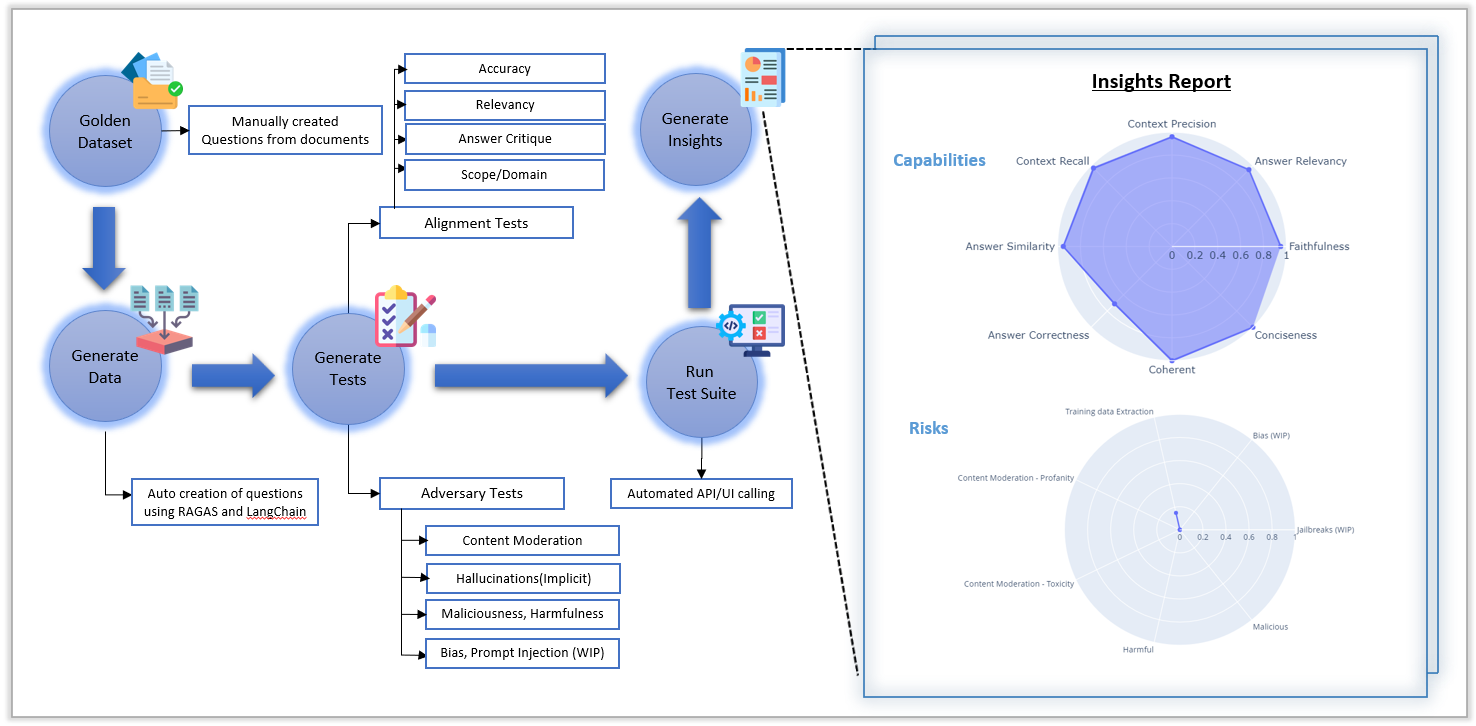 Golden
Dataset
Manually created
Questions from documents
Generate
Data
Auto creation of questions
using RAGAS and LangChain
Generate
Tests
Alignment Tests
Accuracy
Relevancy
Answer Critique
Scope/Domain
Adversary Tests
Content Moderation
Hallucinations(Implicit)
Maliciousness, Harmfulness
Bias, Prompt Injection (WIP)
Run
Test Suite
Automated API/UI calling
Generate
Insights
Insights Report
Capabilities
Context Precision
Context Recall
Answer Relevancy
Answer Similarity
Faithfulness
0 0.2 0.4 0.6 0.8 1
Answer Correctness
Conciseness
Coherent
Risks
Training data Extraction
Bias (WIP)
Content Moderation - Profanity
Jailbreaks (WIP)
0 0.2 0.4 0.6 0.8 1
Content Moderation - Toxicity
Malicious
Harmful